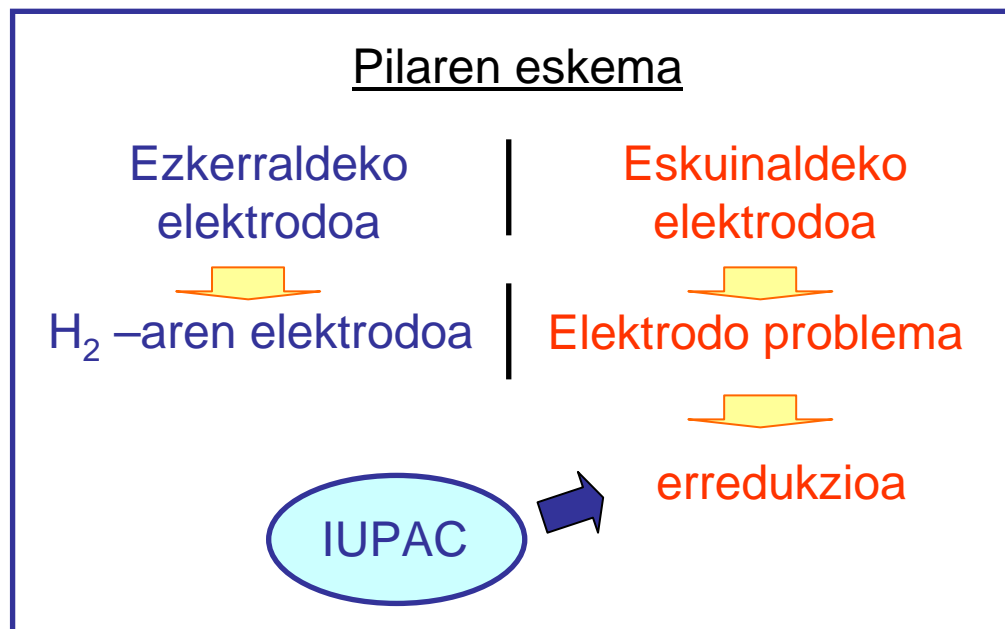 Pilaren eskema
Ezkerraldeko
elektrodoa
Eskuinaldeko
elektrodoa
H₂ –aren elektrodoa
Elektrodo problema
erredukzioa
IUPAC